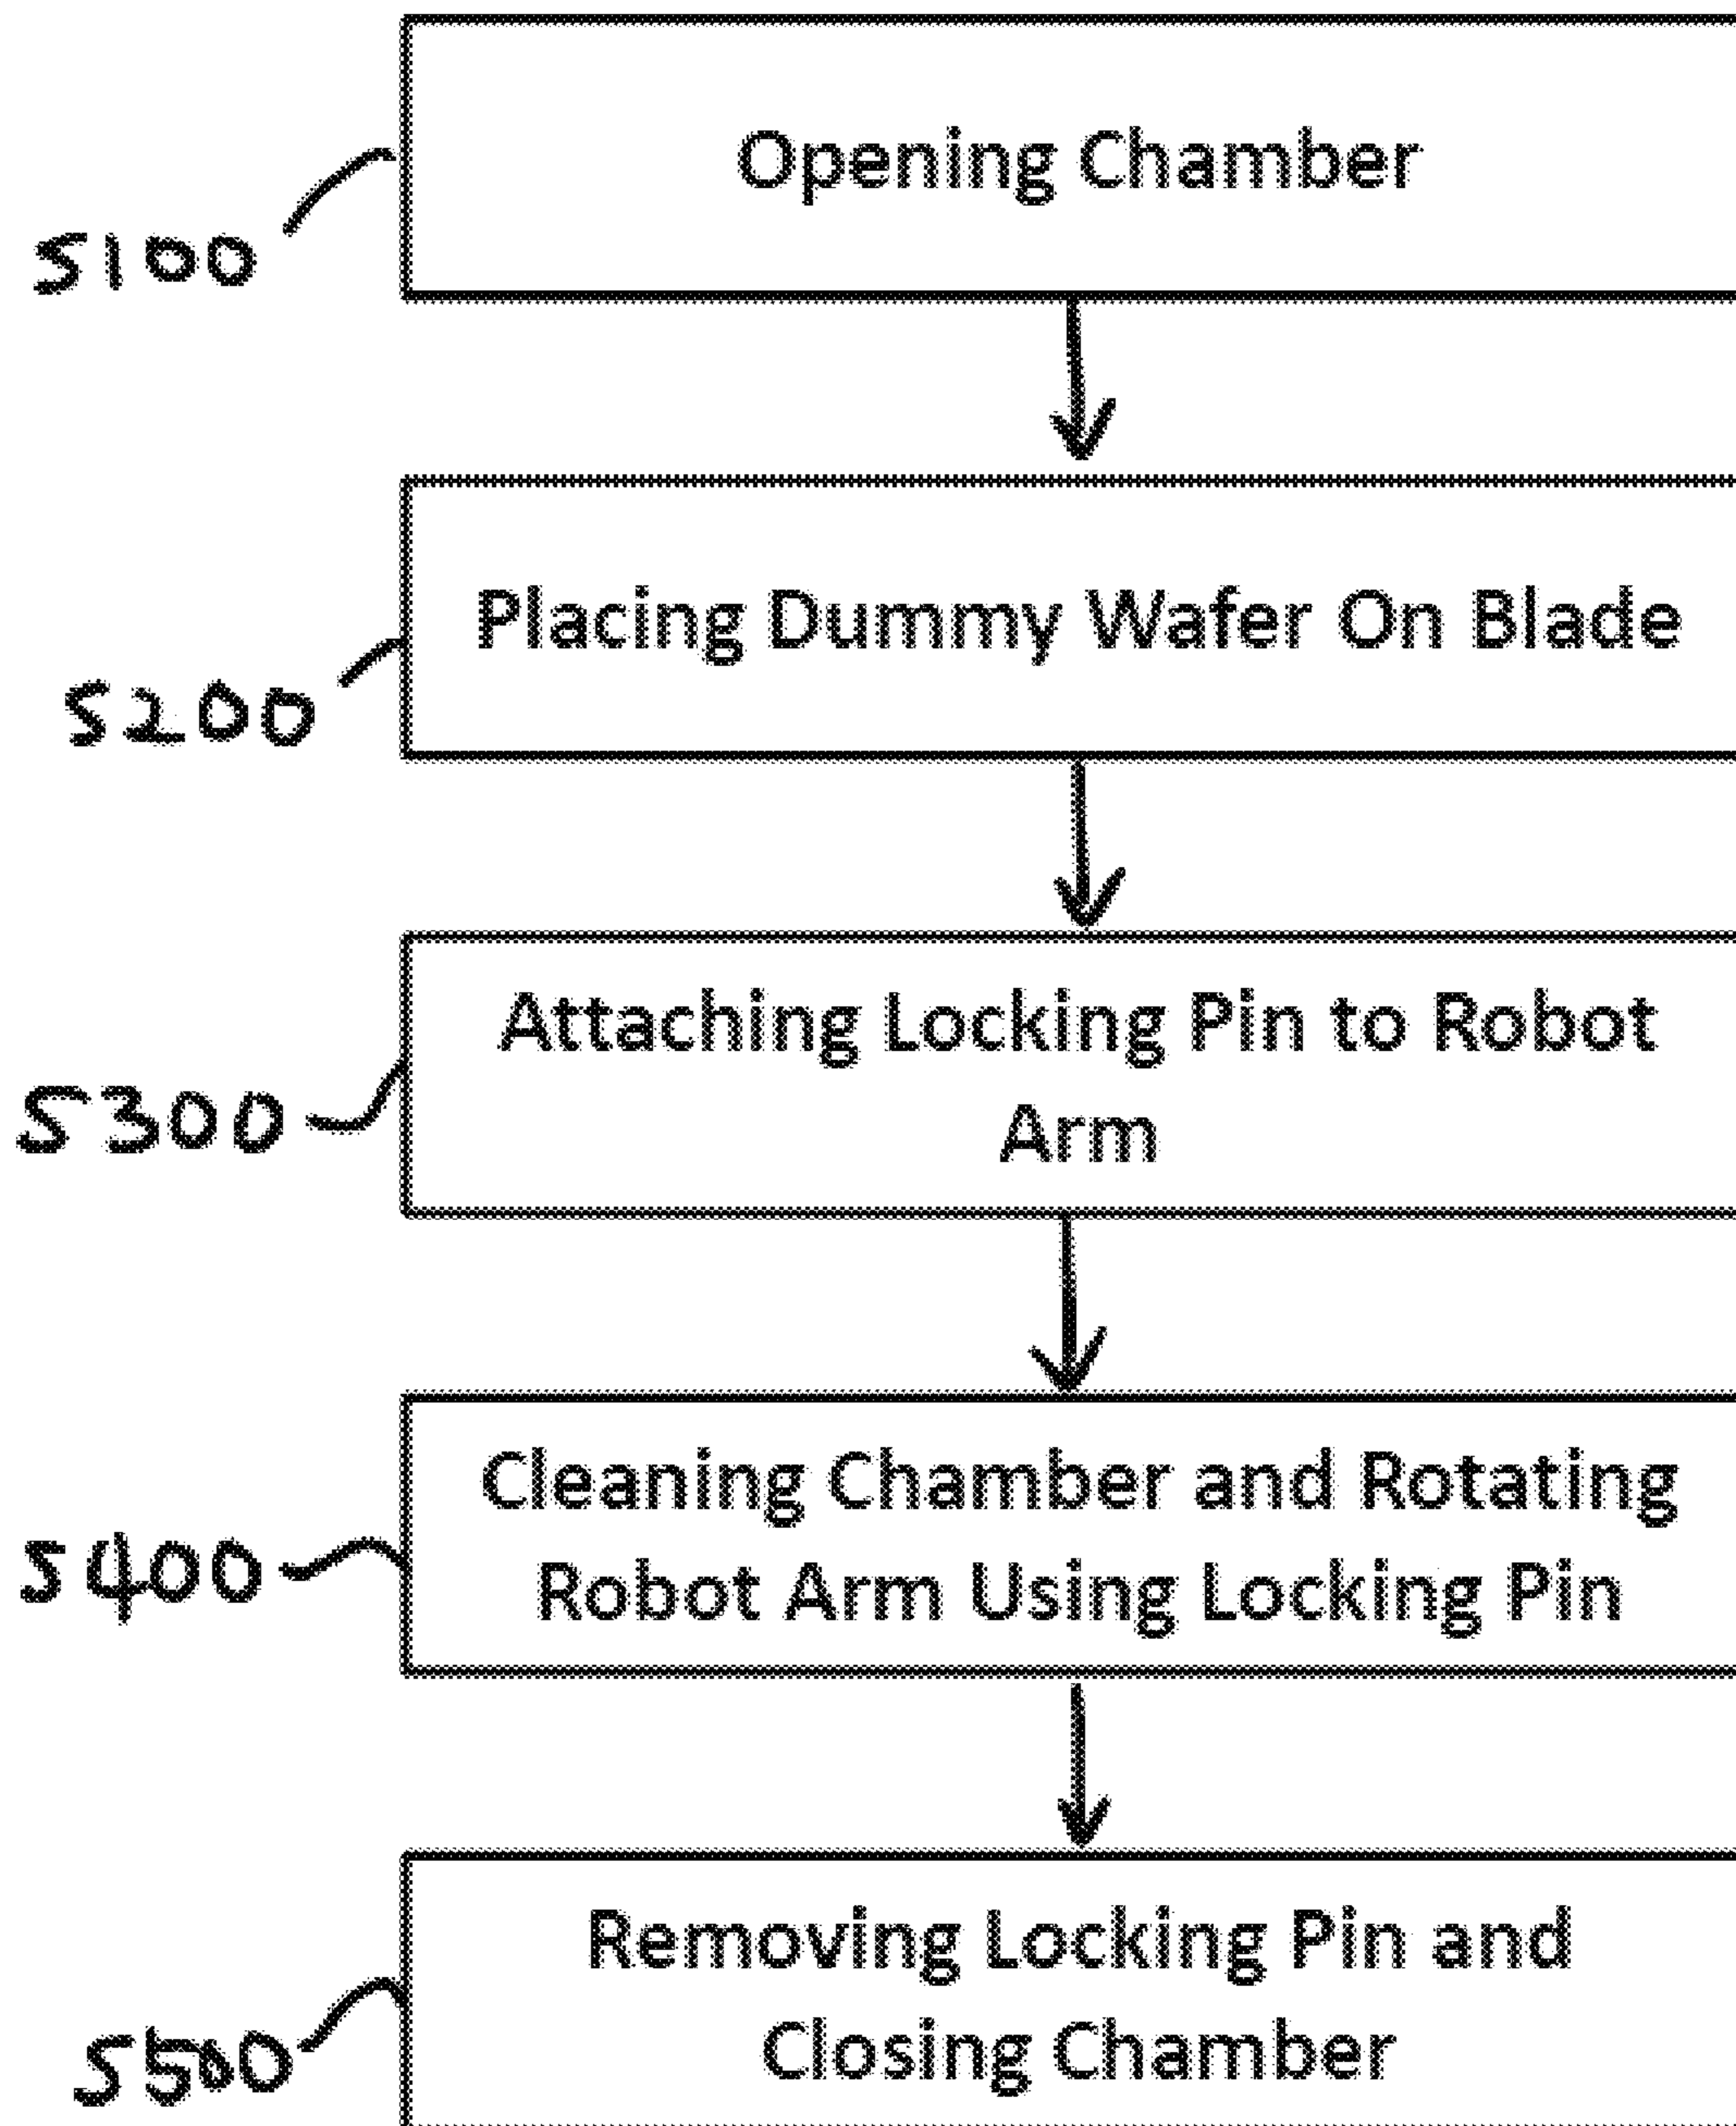 Opening Chamber
S100
Placing Dummy Wafer On Blade
S200
Attaching Locking Pin to Robot
Arm
S300
Cleaning Chamber and Rotating
Robot Arm Using Locking Pin
S400
Removing Locking Pin and
Closing Chamber
S500